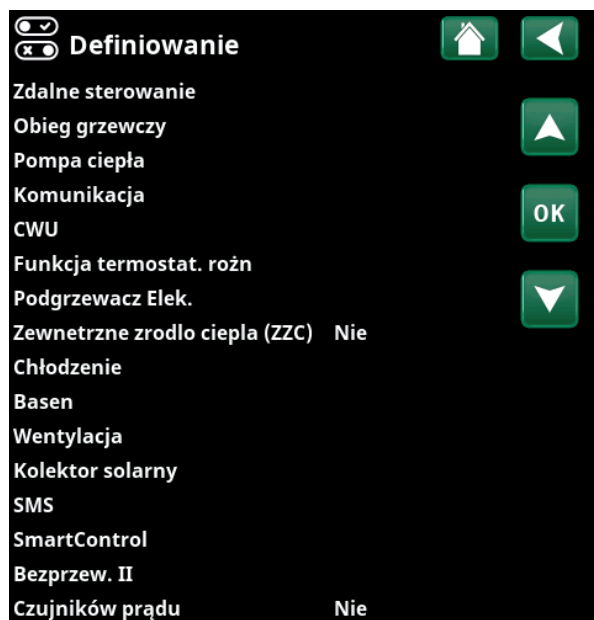 Definiowanie
Zdalne sterowanie
Obieg grzewczy
Pompa ciepła
Komunikacja
CWU
OK
Funkcja termostat. rożn
Podgrzewacz Elek.
Zewnetrzne zrodlo ciepla (ZZC) Nie
Chłodzenie
Basen
Wentylacja
Kolektor solarny
SMS
SmartControl
Bezprzew. II
Czujników prądu Nie